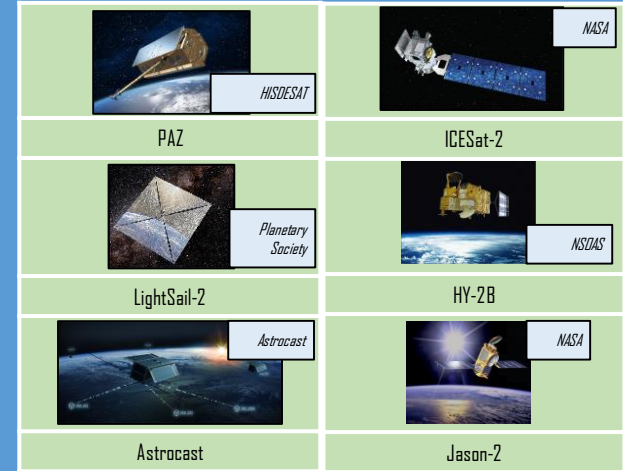 HISDESAT
NASA
PAZ
ICESat-2
Planetary
Society
NSOAS
LightSail-2
HY-2B
Astrocast
NASA
Astrocast
Jason-2